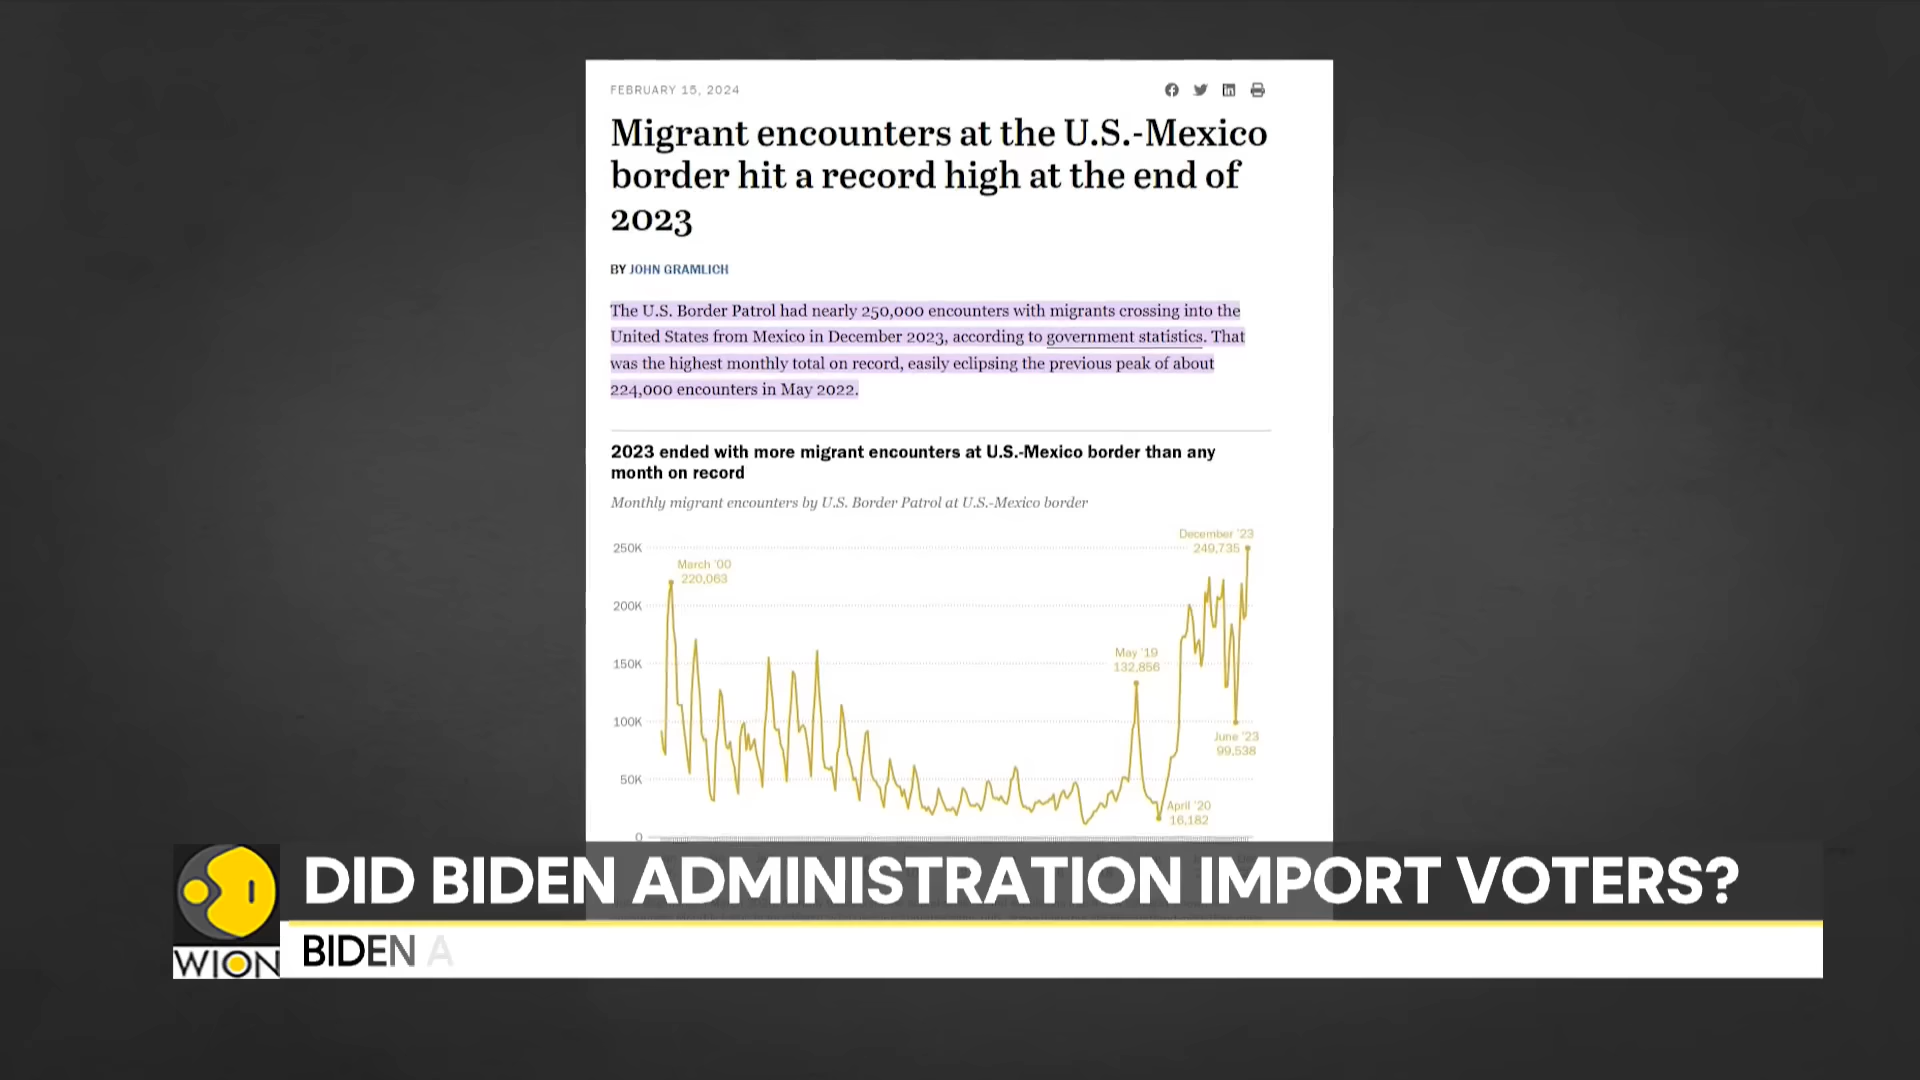 FEBRUARY 15, 2024
Migrant encounters at the U.S.-Mexico
border hit a record high at the end of
2023
BY JOHN GRAMLICH
The U.S. Border Patrol had nearly 250,000 encounters with migrants crossing into the
United States from Mexico in December 2023, according to government statistics. That
was the highest monthly total on record, easily eclipsing the previous peak of about
224,000 encounters in May 2022.
2023 ended with more migrant encounters at U.S.-Mexico border than any
month on record
Monthly migrant encounters by U.S. Border Patrol at U.S.-Mexico border
December '23
249,735
250K
March '00
220,063
200K
May '19
132,856
150K
100K
June '23
99,538
50K
April '20
16,182
0
DID BIDEN ADMINISTRATION IMPORT VOTERS?
BIDEN A
WION